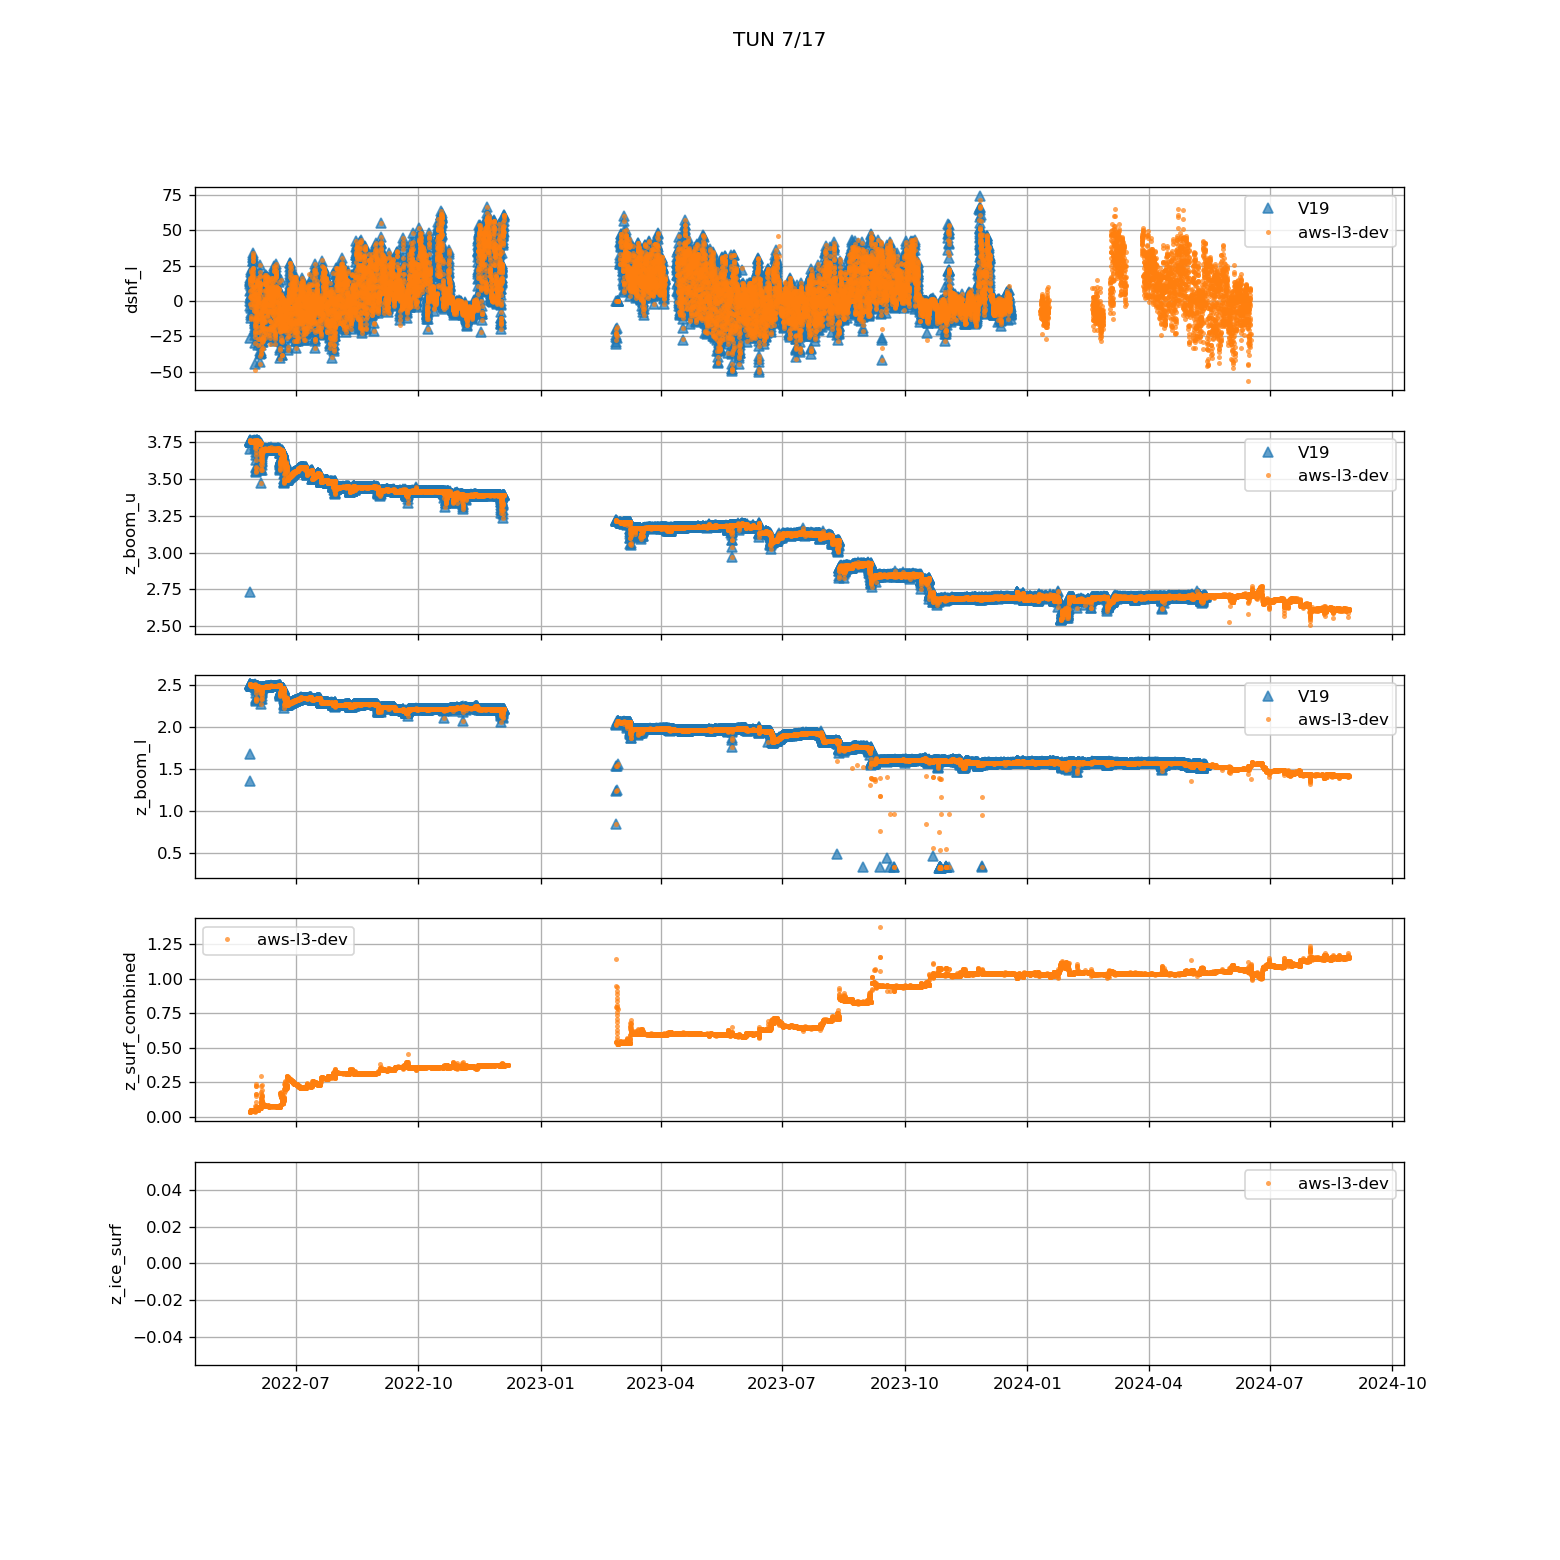 TUN 7/17
dshf_l
75
50
25
0
−25
−50
V19
aws-l3-dev
z_boom_u
3.75
3.50
3.25
3.00
2.75
2.50
V19
aws-l3-dev
z_boom_l
2.5
2.0
1.5
1.0
0.5
V19
aws-l3-dev
z_surf_combined
1.25
1.00
0.75
0.50
0.25
0.00
aws-l3-dev
z_ice_surf
0.04
0.02
0.00
−0.02
−0.04
aws-l3-dev
2022-07 2022-10 2023-01 2023-04 2023-07 2023-10 2024-01 2024-04 2024-07 2024-10